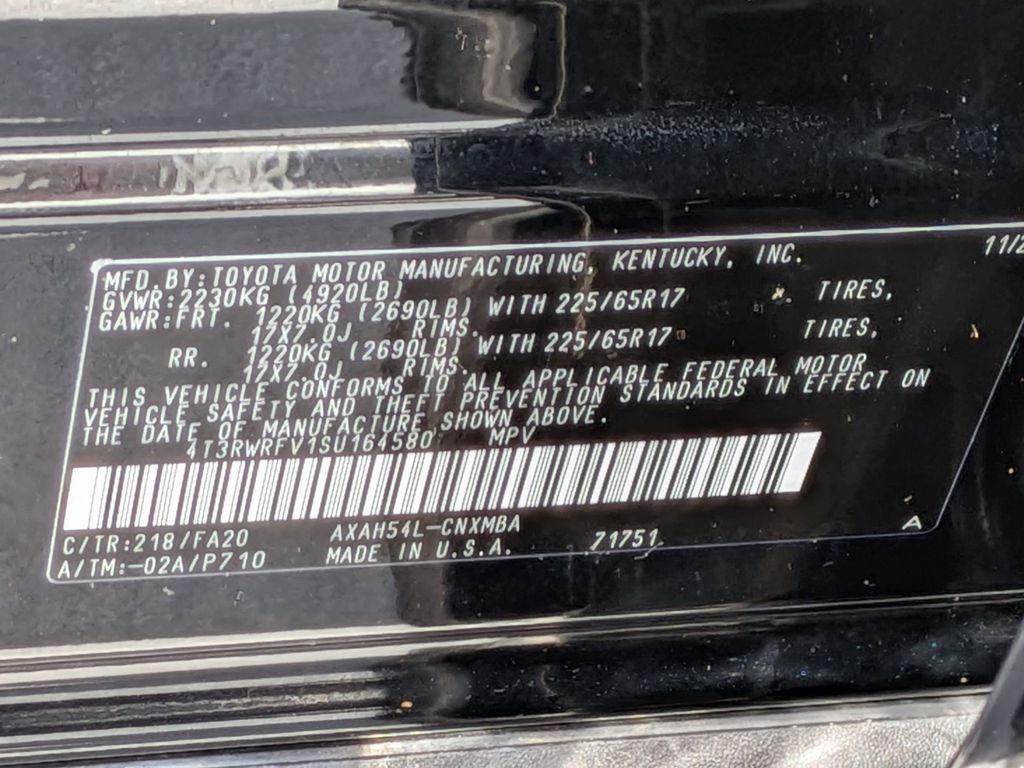 MFD.BY:TOYOTA MOTOR MANUFACTURING, KENTUCKY, INC. 11/2
GVWR:2230KG (4920LB)
GAWR:FRT. 1220KG (2690LB) WITH 225/65R17 TIRES,
17X7.0J RIMS.
RR. 1220KG (2690LB) WITH 225/65R17 TIRES,
17X7.0J RIMS.
THIS VEHICLE CONFORMS TO ALL APPLICABLE FEDERAL MOTOR
VEHICLE SAFETY AND THEFT PREVENTION STANDARDS IN EFFECT ON
THE DATE OF MANUFACTURE SHOWN ABOVE.
4T3RWRFV1SU164580 MPV
C/TR:218/FA20 AXAH54L-CNXMBA A
A/TM:-02A/P710 MADE IN U.S.A. 71751